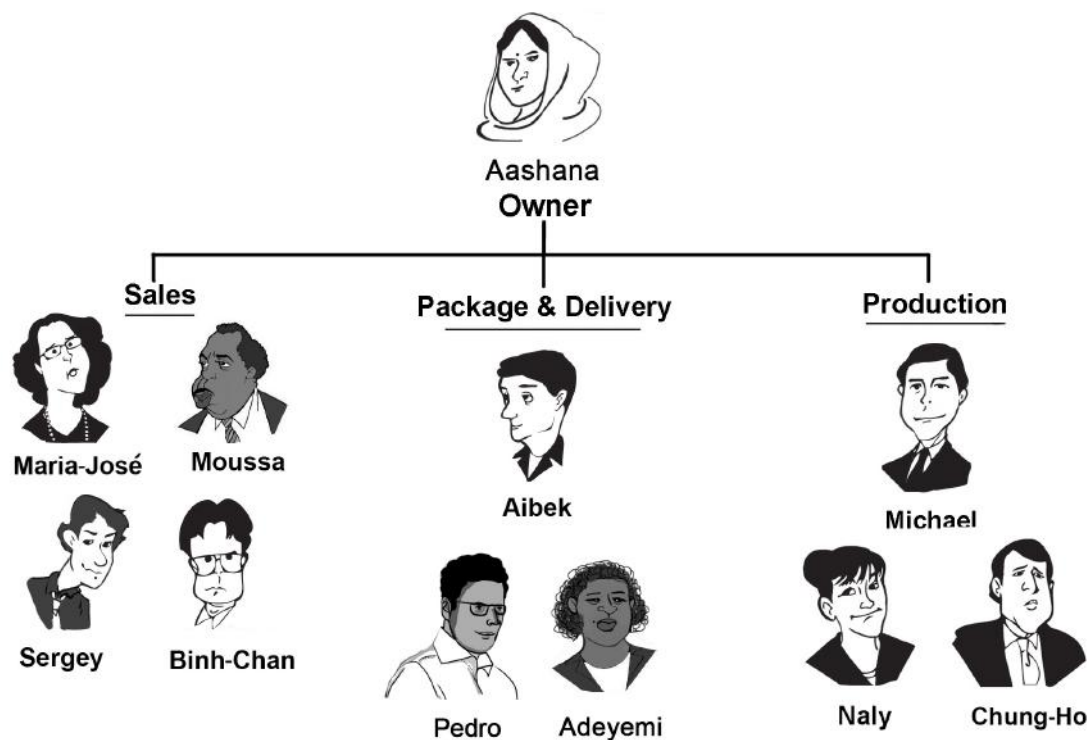 Aashana
Owner
Sales
Package & Delivery
Production
Maria-José
Moussa
Aibek
Michael
Sergey
Binh-Chan
Pedro
Adeyemi
Naly
Chung-Ho